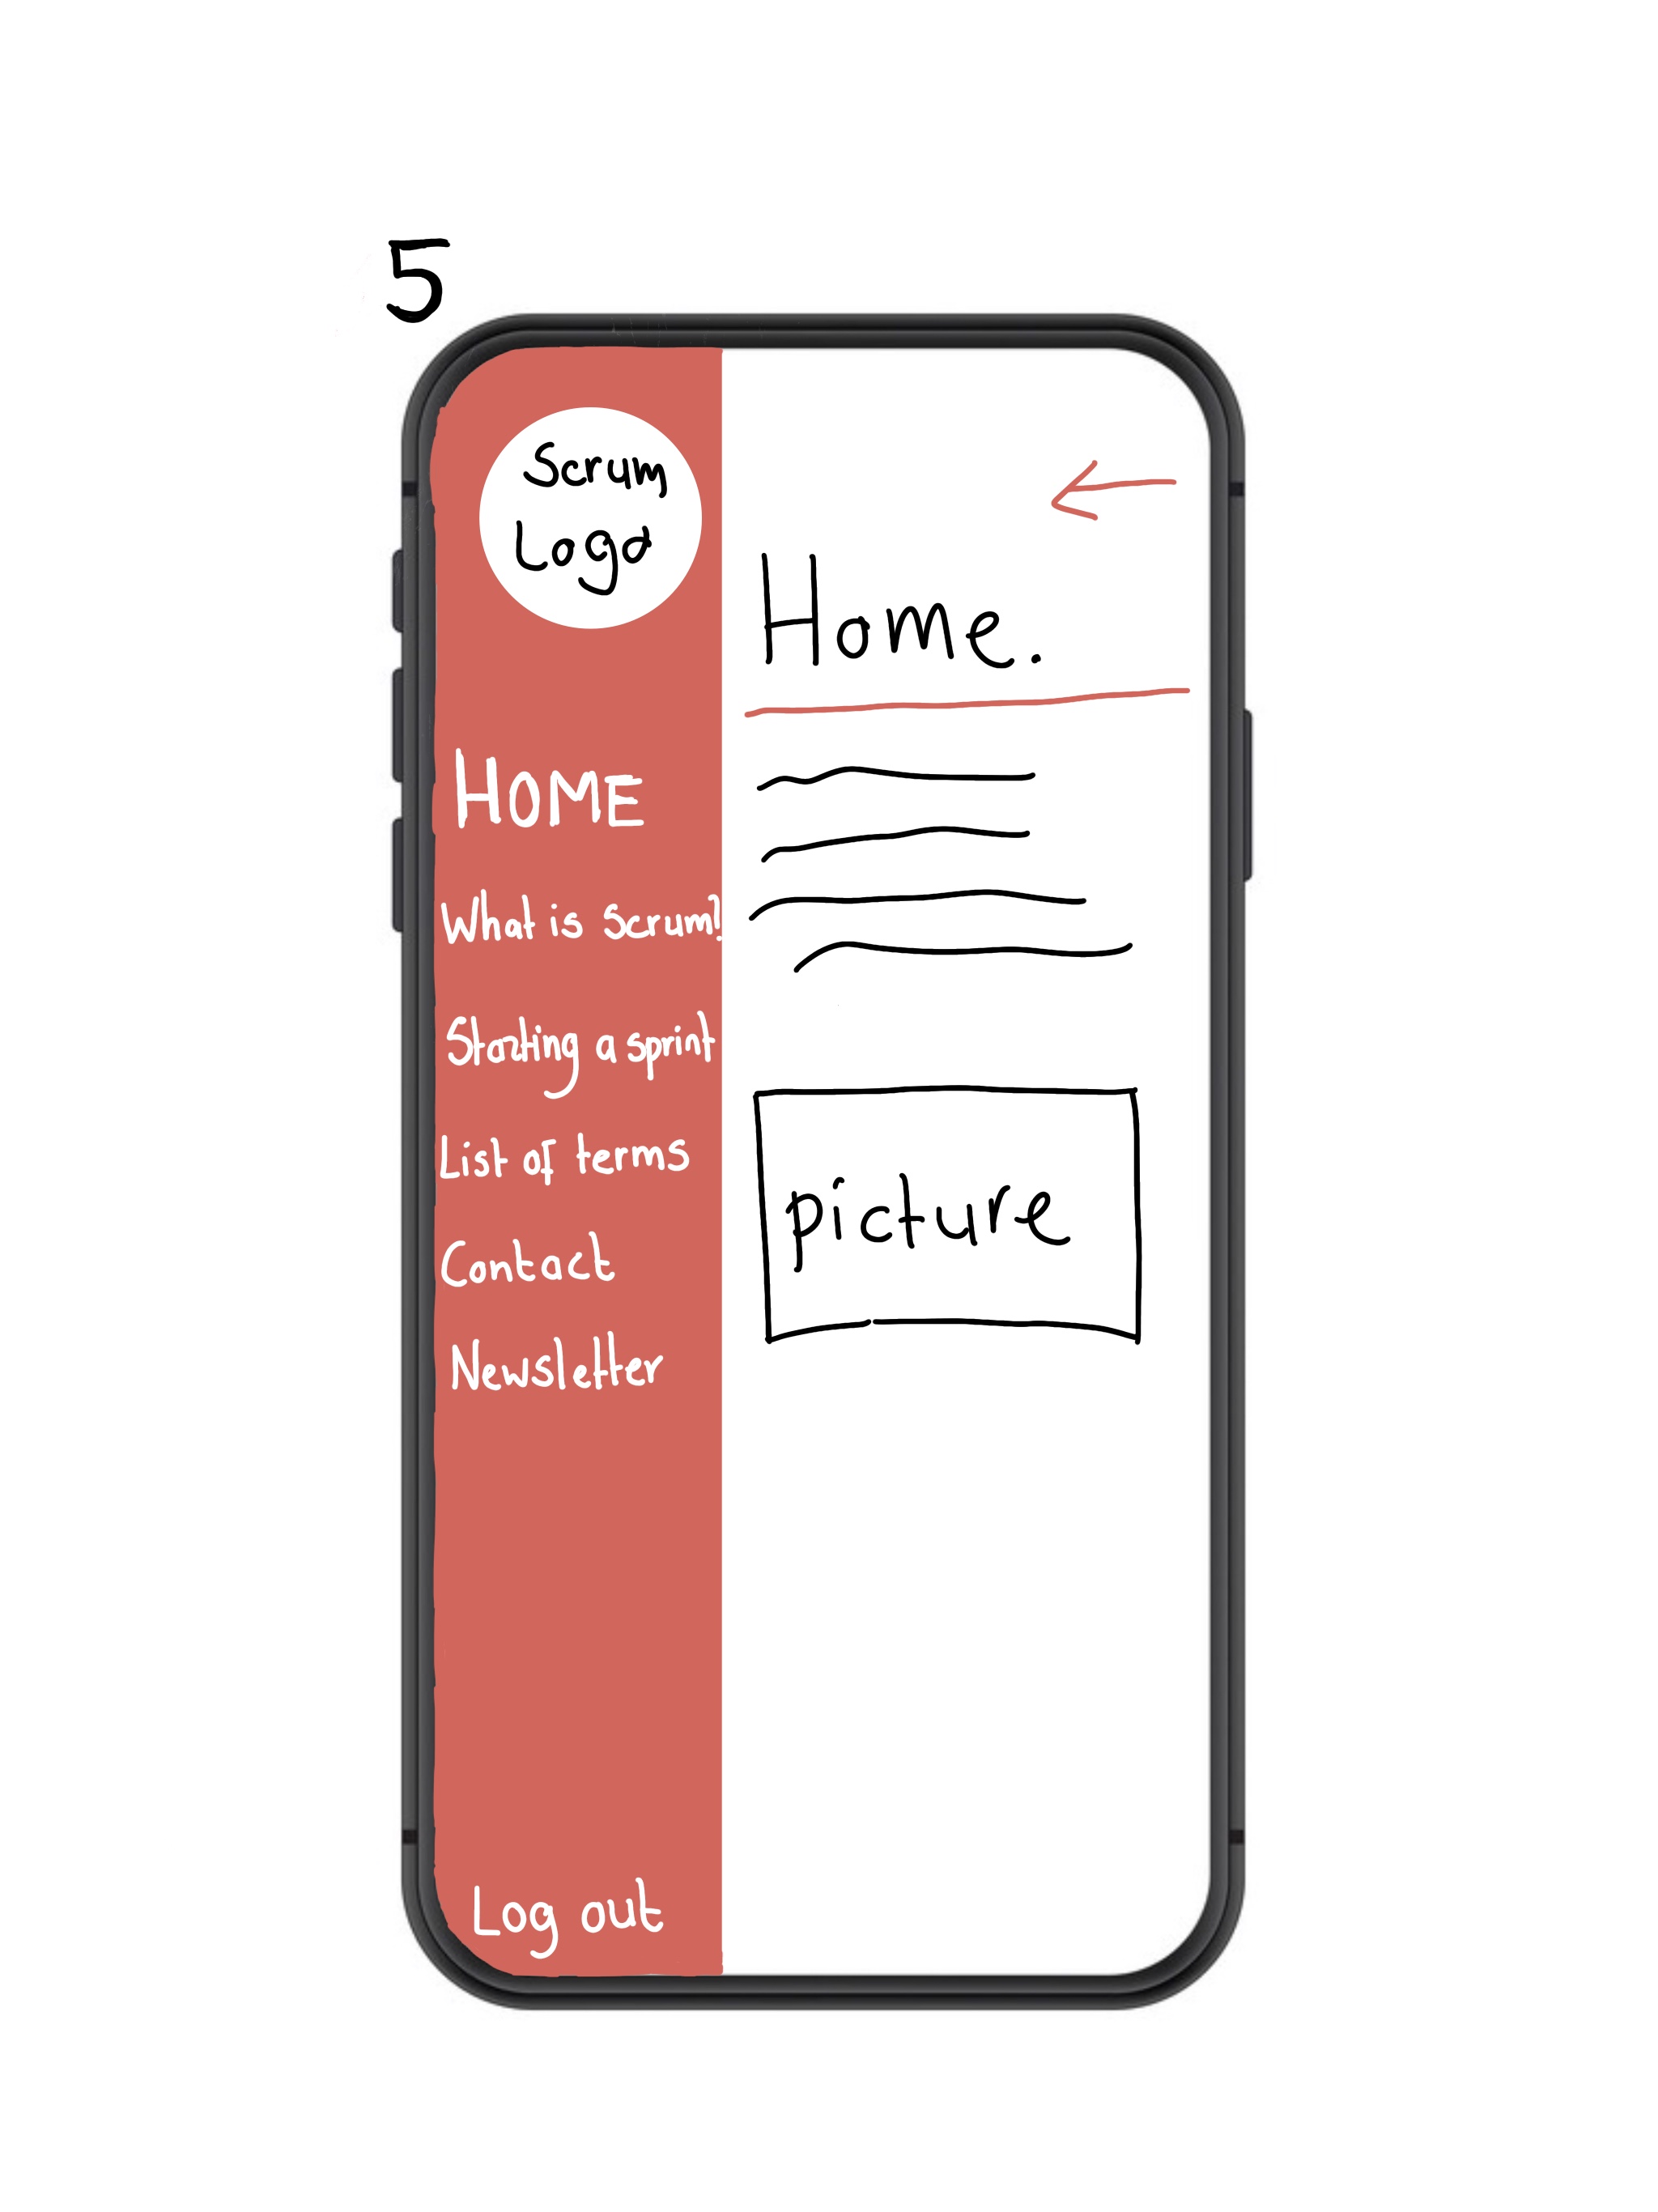 5
Scrum
Logo
HOME
What is Scrum?
Starting a sprint
List of terms
Contact
Newsletter
Log out
Home.
picture